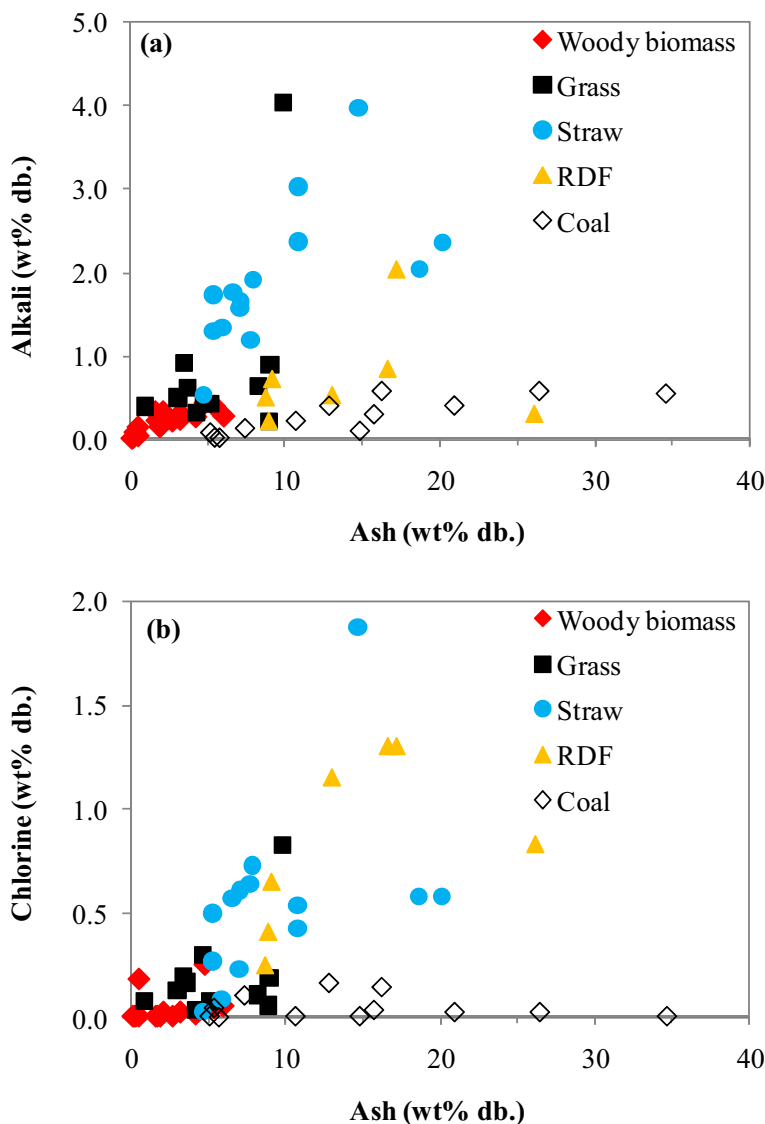 (a)
Woody biomass
Grass
Straw
RDF
Coal
Alkali (wt% db.)
5.0
4.0
3.0
2.0
1.0
0.0
0 10 20 30 40
Ash (wt% db.)
(b)
Woody biomass
Grass
Straw
RDF
Coal
Chlorine (wt% db.)
2.0
1.5
1.0
0.5
0.0
0 10 20 30 40
Ash (wt% db.)